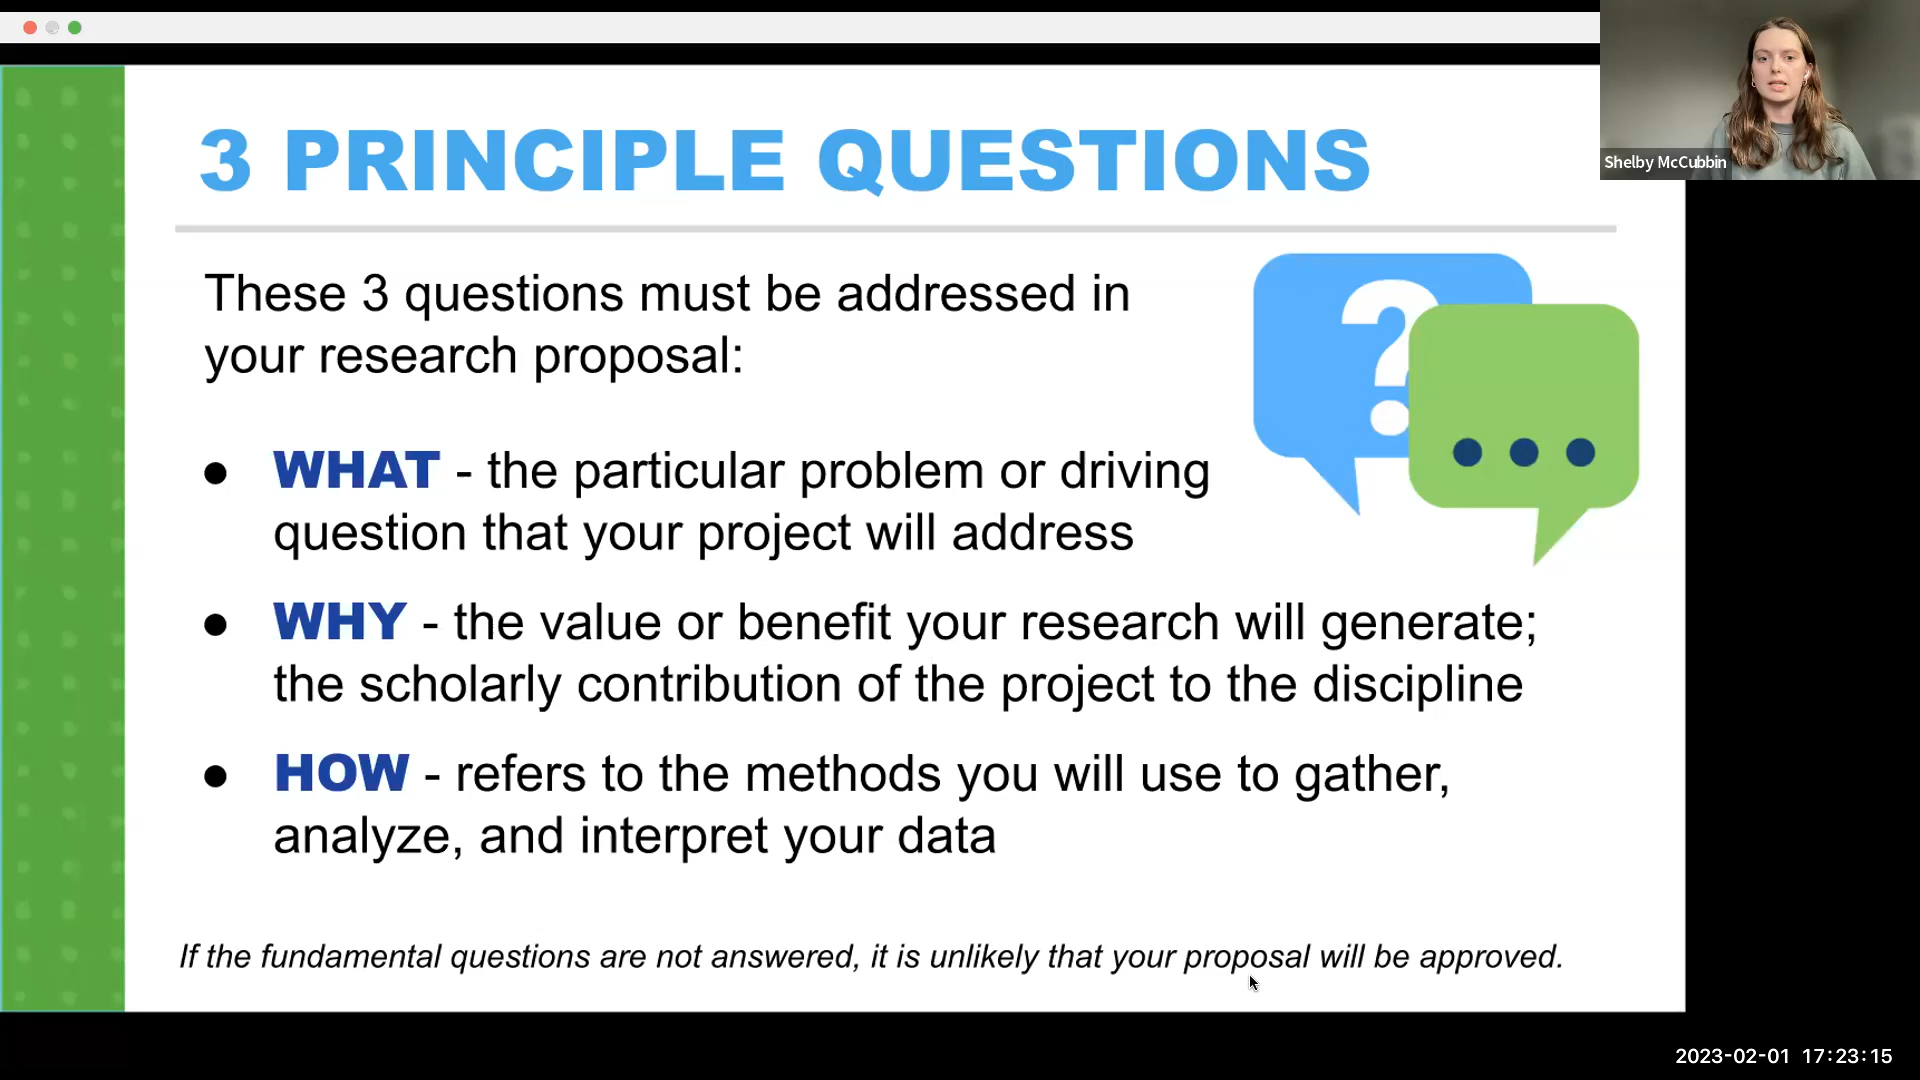 3 PRINCIPLE QUESTIONS
Shelby McCubbin
These 3 questions must be addressed in
your research proposal:
● WHAT - the particular problem or driving
question that your project will address
● WHY - the value or benefit your research will generate;
the scholarly contribution of the project to the discipline
● HOW - refers to the methods you will use to gather,
analyze, and interpret your data
If the fundamental questions are not answered, it is unlikely that your proposal will be approved.
2023-02-01 17:23:15